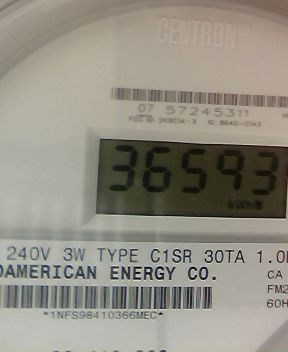 CENTRON®
07 57245311
36593
kWh
240V 3W TYPE C1SR 30TA 1.0
DAMERICAN ENERGY CO.
CA
FM2
60H
*1NFS98410366MEC*